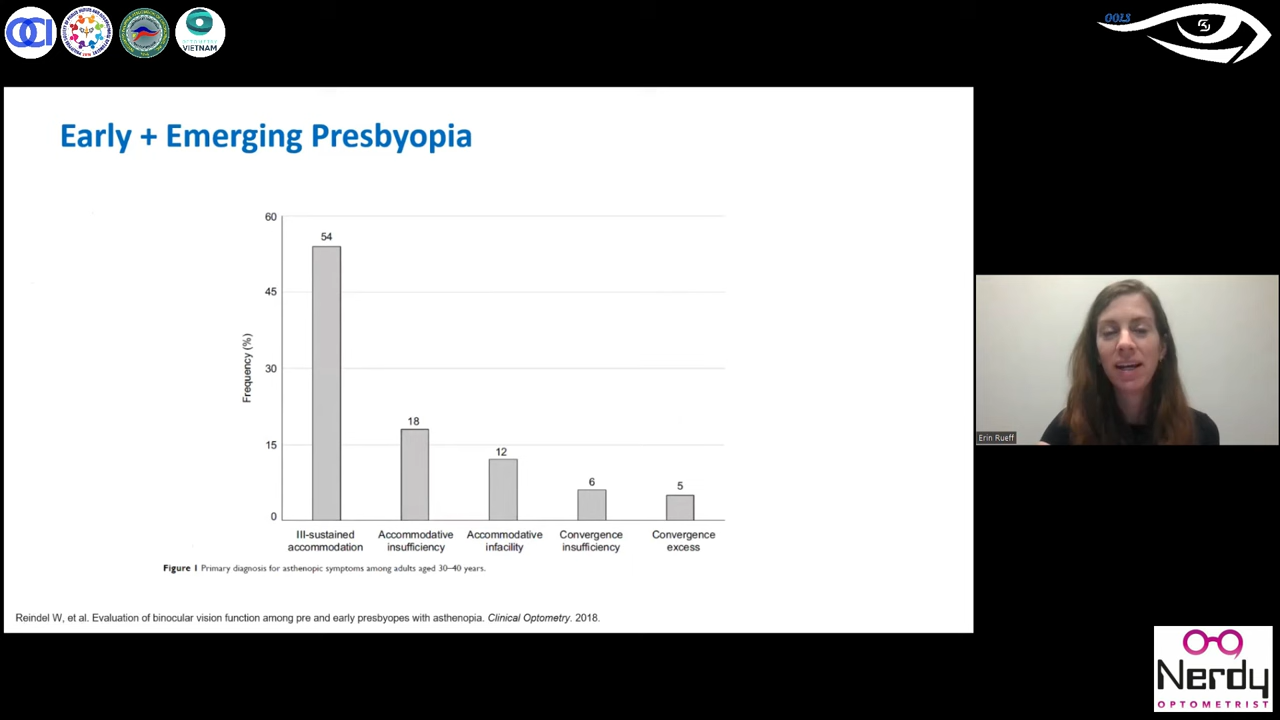 OCI
VIETNAM
OOLS
Early + Emerging Presbyopia
60
54
45
Frequency (%)
30
18
15
12
6
5
0
Ill-sustained accommodation
Accommodative insufficiency
Accommodative infacility
Convergence insufficiency
Convergence excess
Figure 1 Primary diagnosis for asthenopic symptoms among adults aged 30–40 years.
Reindel W, et al. Evaluation of binocular vision function among pre and early presbyopes with asthenopia. Clinical Optometry. 2018.
Erin Rueff
Nerdy
OPTOMETRIST